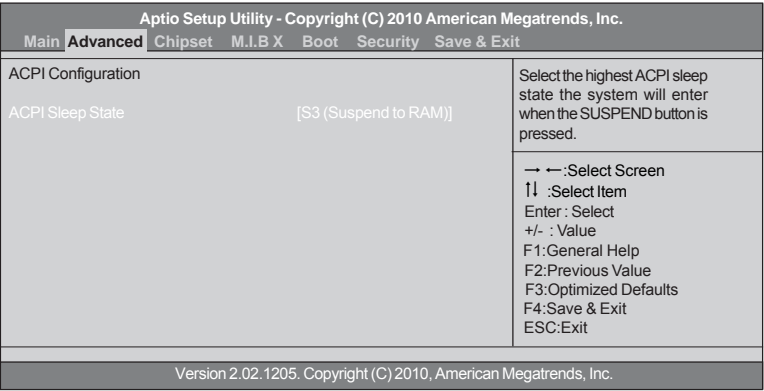 Aptio Setup Utility - Copyright (C) 2010 American Megatrends, Inc.
Main Advanced Chipset M.I.B X Boot Security Save & Exit
ACPI Configuration
ACPI Sleep State [S3 (Suspend to RAM)]
Select the highest ACPI sleep
state the system will enter
when the SUSPEND button is
pressed.
→ ←:Select Screen
↑↓ :Select Item
Enter : Select
+/- : Value
F1:General Help
F2:Previous Value
F3:Optimized Defaults
F4:Save & Exit
ESC:Exit
Version 2.02.1205. Copyright (C) 2010, American Megatrends, Inc.